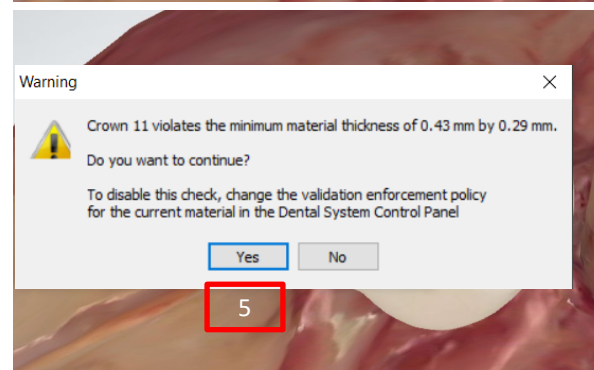 Warning
Crown 11 violates the minimum material thickness of 0.43 mm by 0.29 mm.
Do you want to continue?
To disable this check, change the validation enforcement policy
for the current material in the Dental System Control Panel
Yes No
5